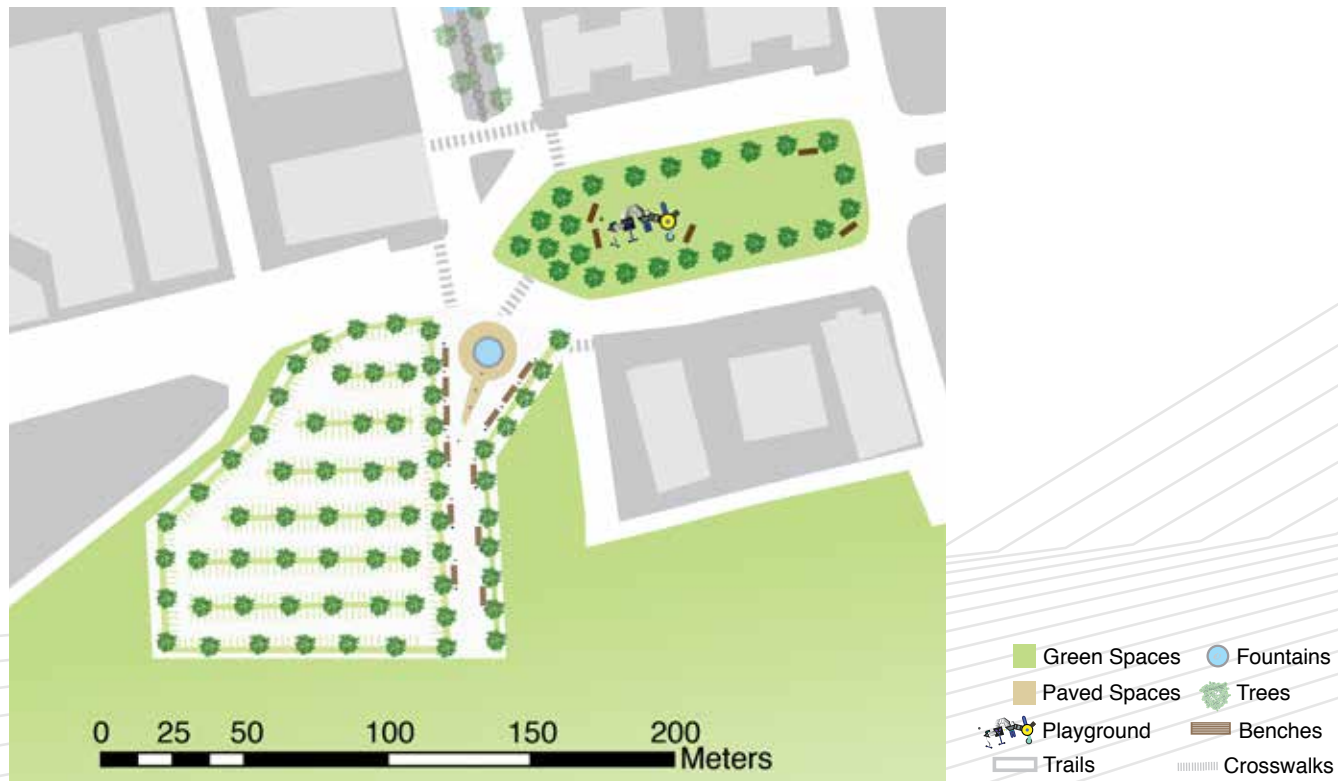 0 25 50 100 150 200
Meters
Green Spaces Fountains
Paved Spaces Trees
Playground Benches
Trails Crosswalks